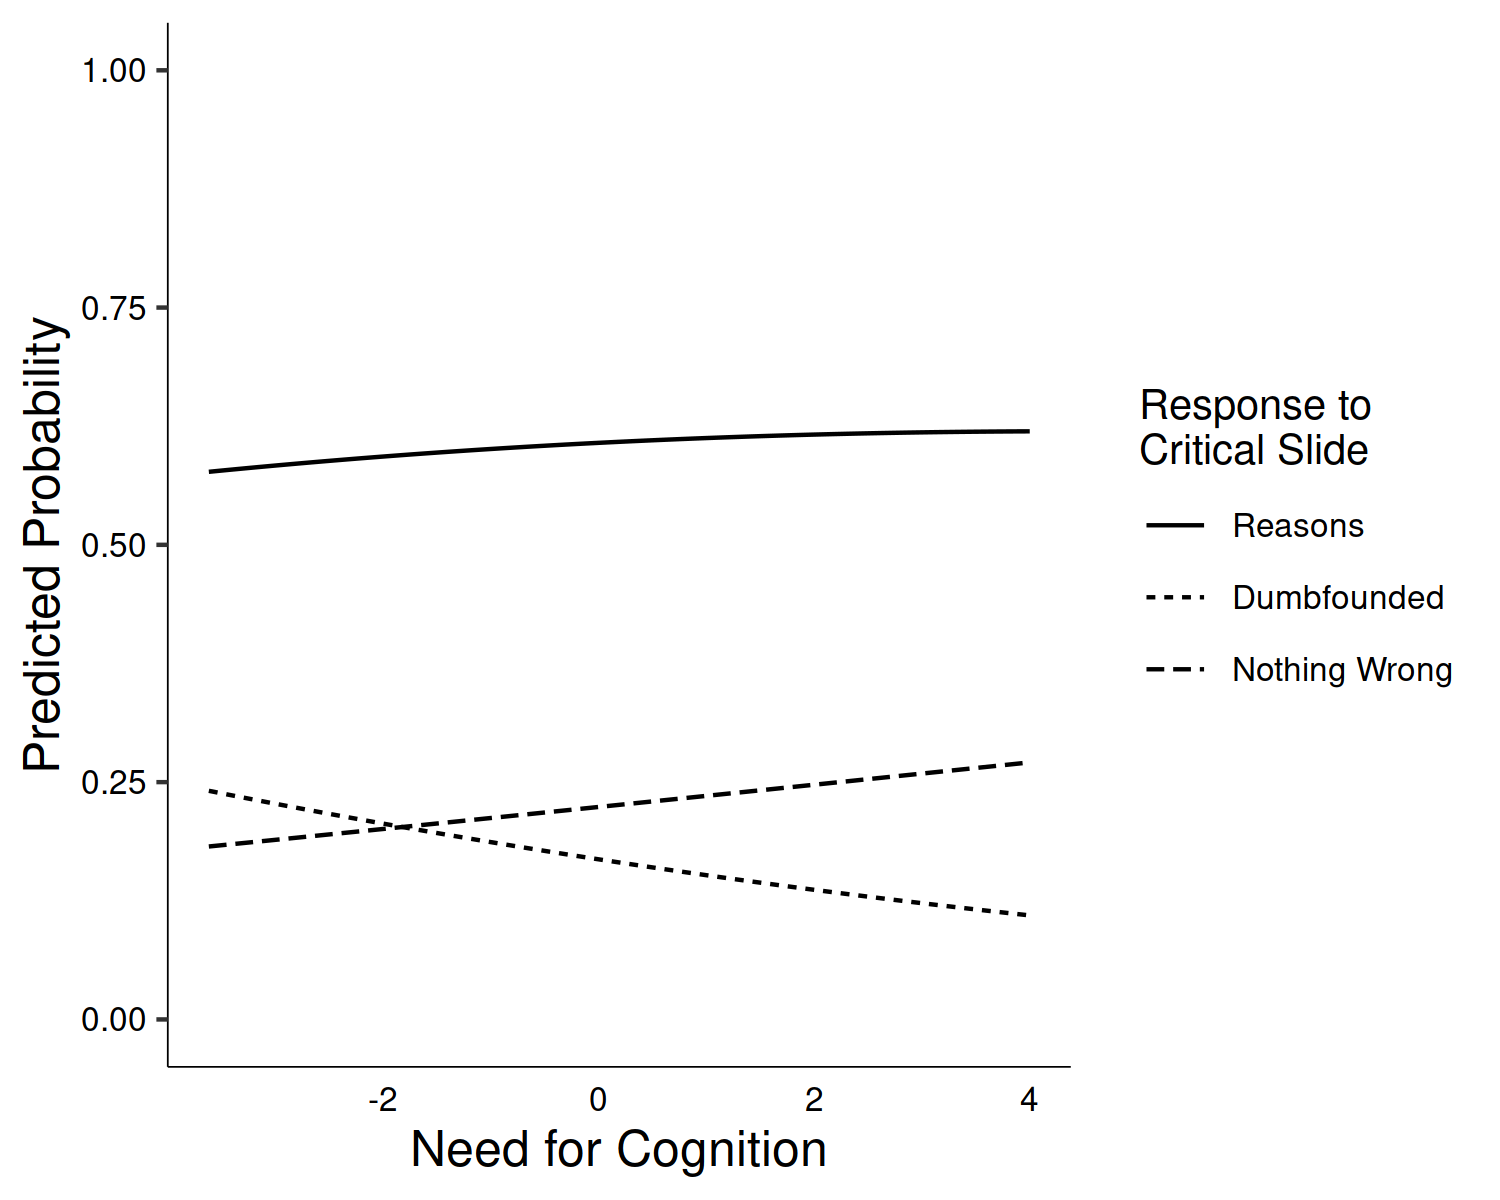 1.00
0.75
0.50
0.25
0.00
Predicted Probability
-2 0 2 4
Need for Cognition
Response to
Critical Slide
Reasons
Dumbfounded
Nothing Wrong